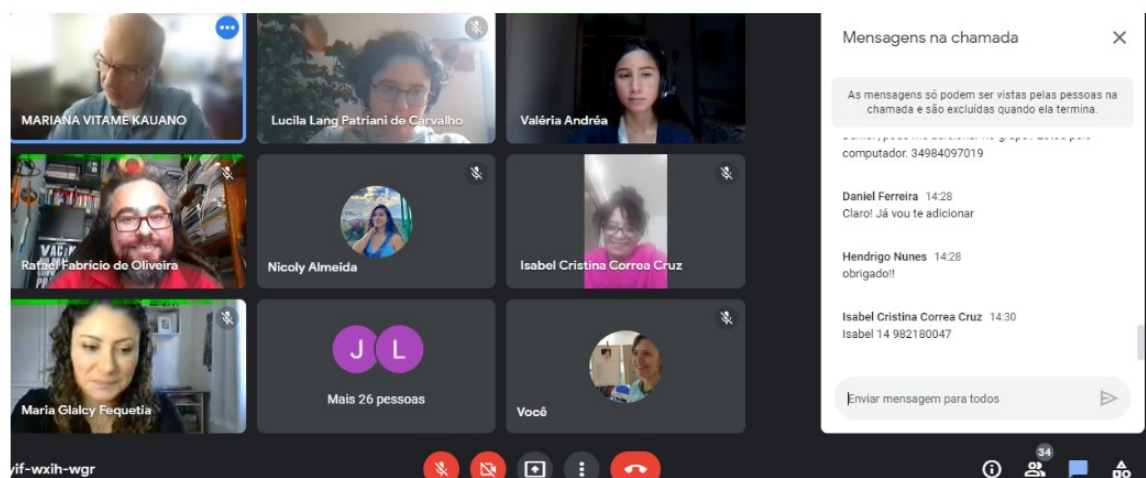 MARIANA VITAME KAUANO
Lucila Lang Patriani de Carvalho
Valéria Andréa
Rafael Fabrício de Oliveira
Nicoly Almeida
Isabel Cristina Correa Cruz
Maria Glalcy Fequetia
J L
Mais 26 pessoas
Você
Mensagens na chamada
As mensagens só podem ser vistas pelas pessoas na
chamada e são excluídas quando ela termina.
computador. 34984097019
Daniel Ferreira 14:28
Claro! Já vou te adicionar
Hendrigo Nunes 14:28
obrigado!!
Isabel Cristina Correa Cruz 14:30
Isabel 14 982180047
Enviar mensagem para todos
yif-wxih-wgr
34